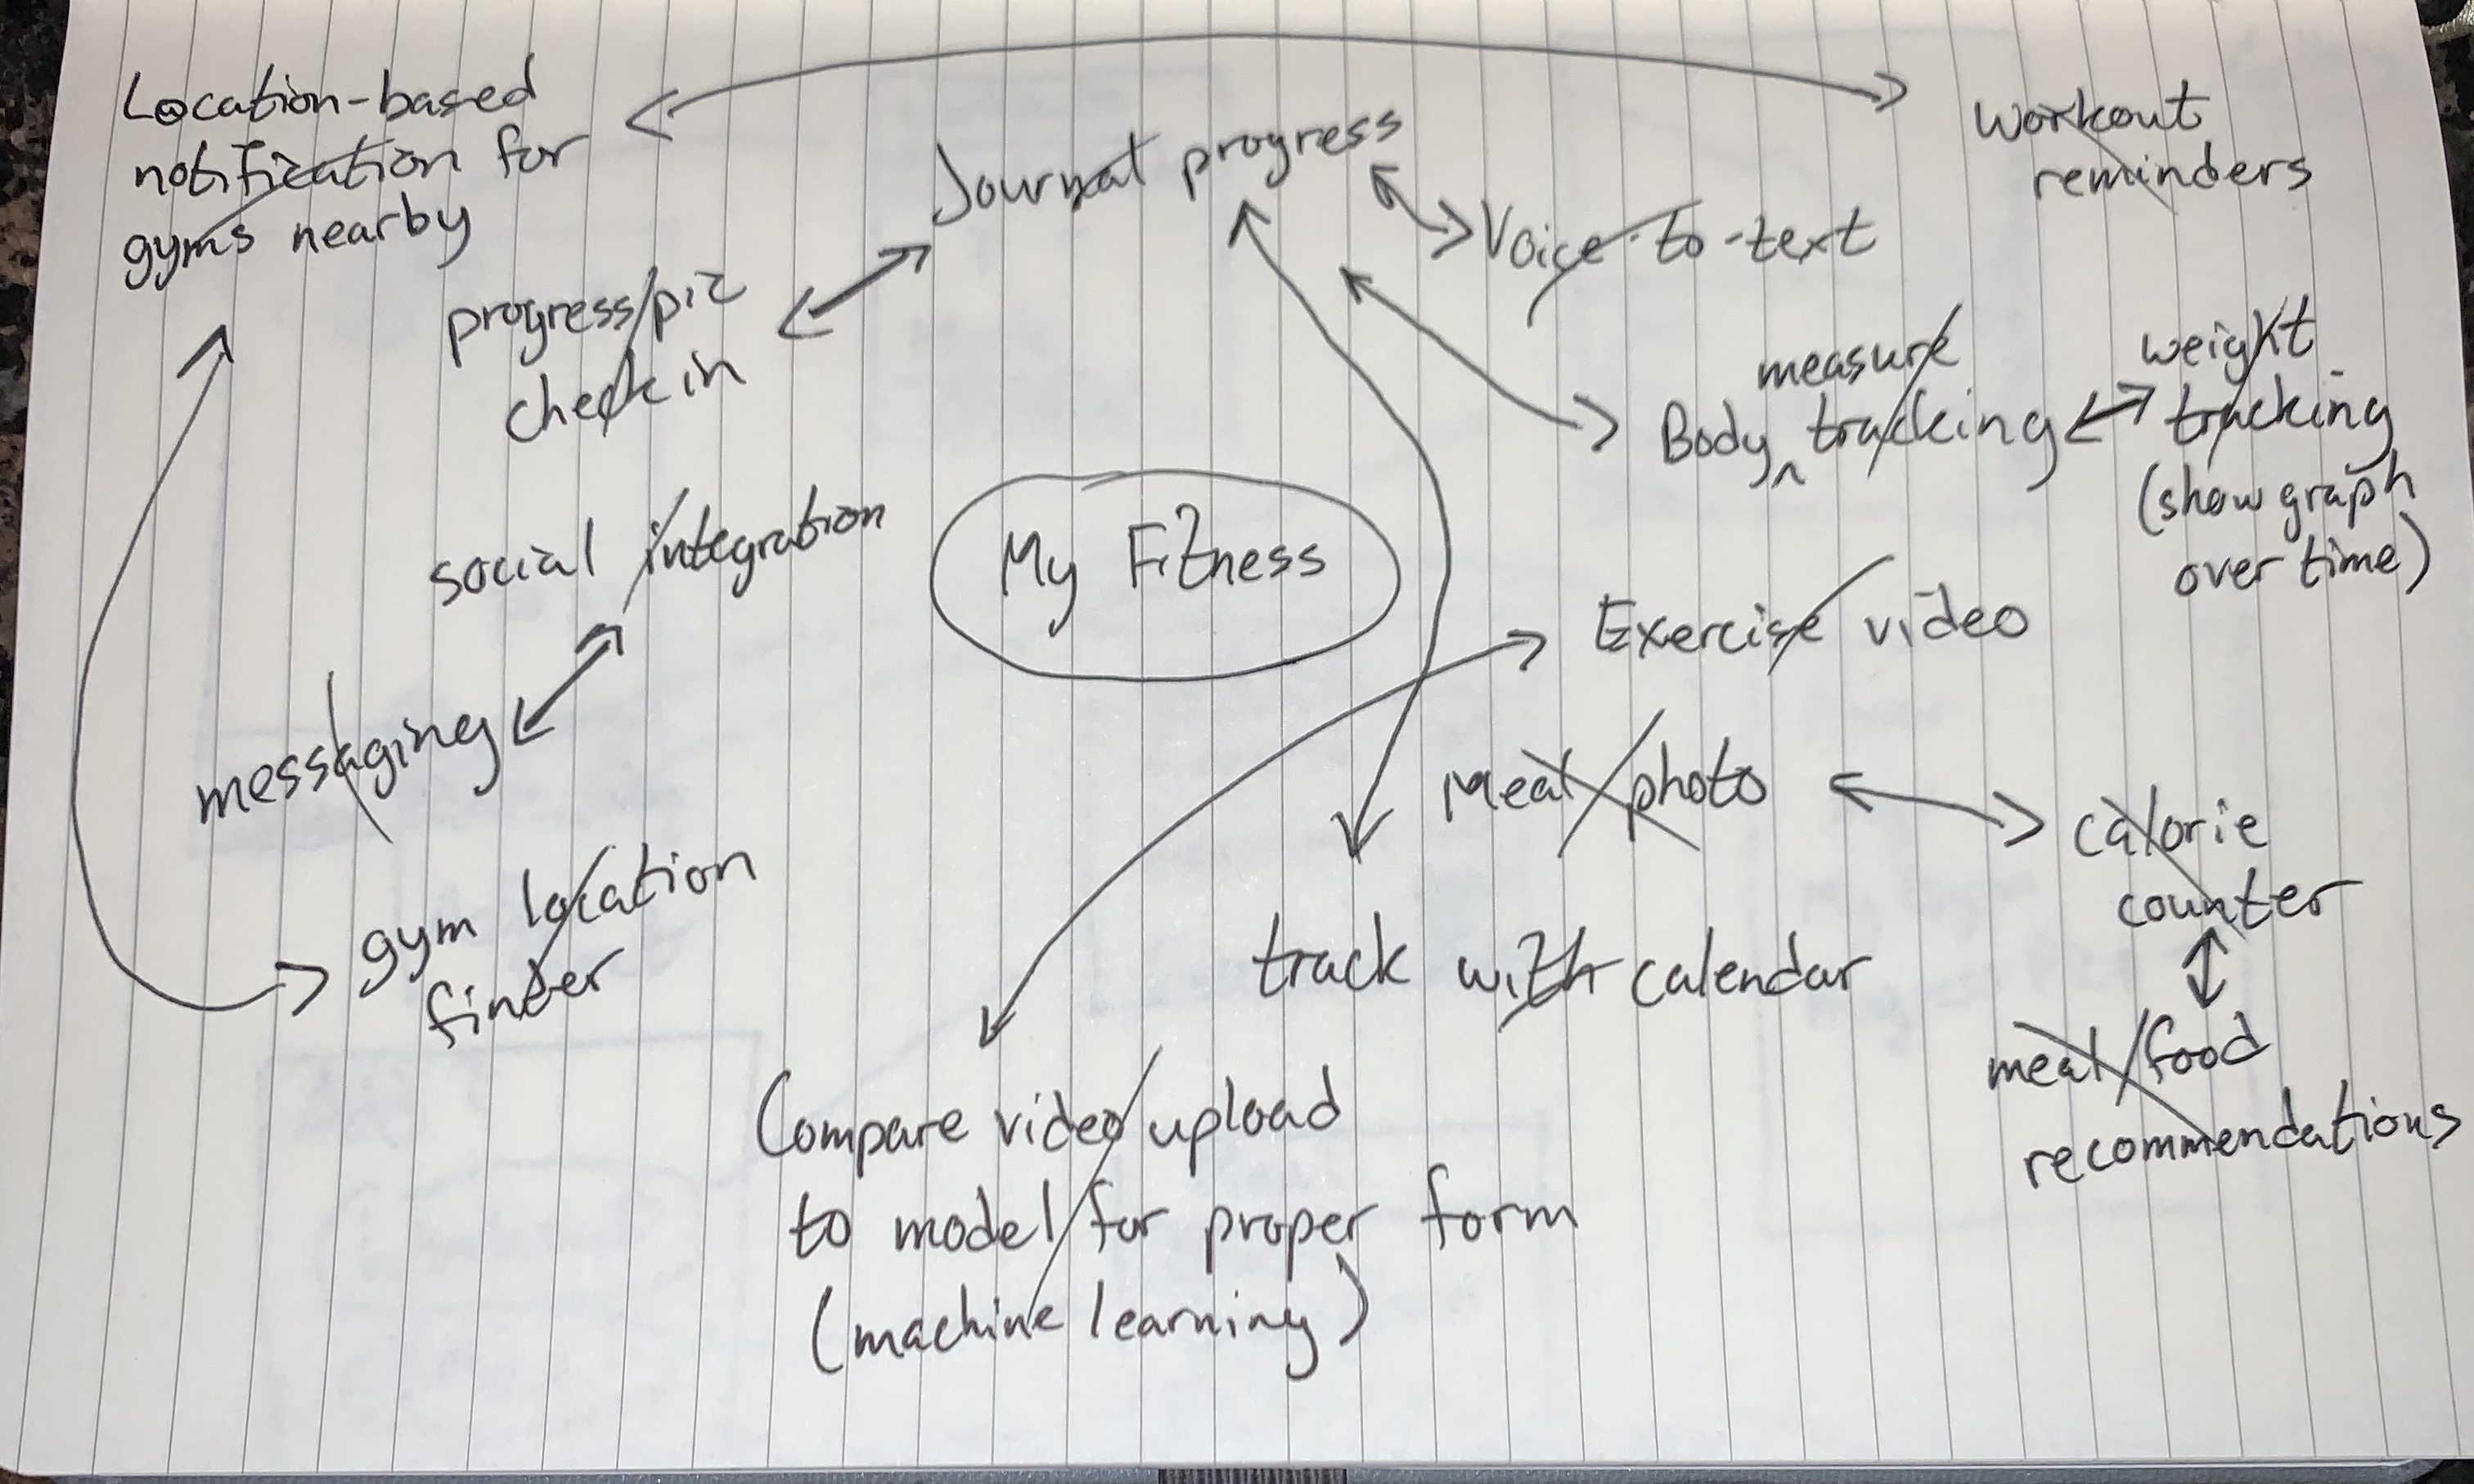 Location-based
notification for
gyms nearby
Journal progress
workout
reminders
Voice-to-text
progress/pic
check in
Body measure tracking
weight
tracking
(show graph
over time)
social integration
My Fitness
Exercise video
messaging
Meal photo
calorie
counter
gym location
finder
track with calendar
meal/food
recommendations
Compare video upload
to model for proper form
(machine learning)